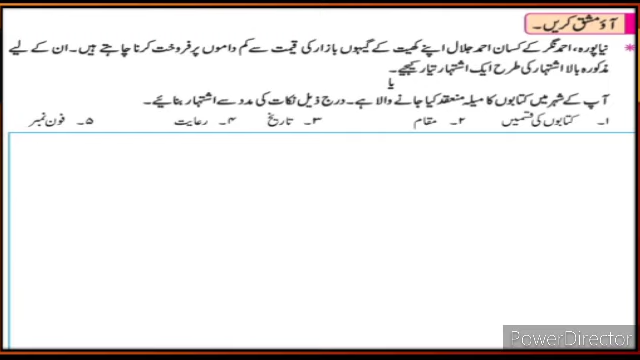 آؤ مشق کریں۔
* نیاپورہ، احمد نگر کے کسان احمد جلال اپنے کھیت کے گیہوں بازار کی قیمت سے کم داموں پر فروخت کرنا چاہتے ہیں۔ ان کے لیے
مذکورہ بالا اشتہار کی طرح ایک اشتہار تیار کیجیے۔
یا
آپ کے شہر میں کتابوں کا میلہ منعقد کیا جانے والا ہے۔ درج ذیل نکات کی مدد سے اشتہار بنائیے۔
۱۔ کتابوں کی قسمیں ۲۔ مقام ۳۔ تاریخ ۴۔ رعایت ۵۔ فون نمبر
PowerDirector